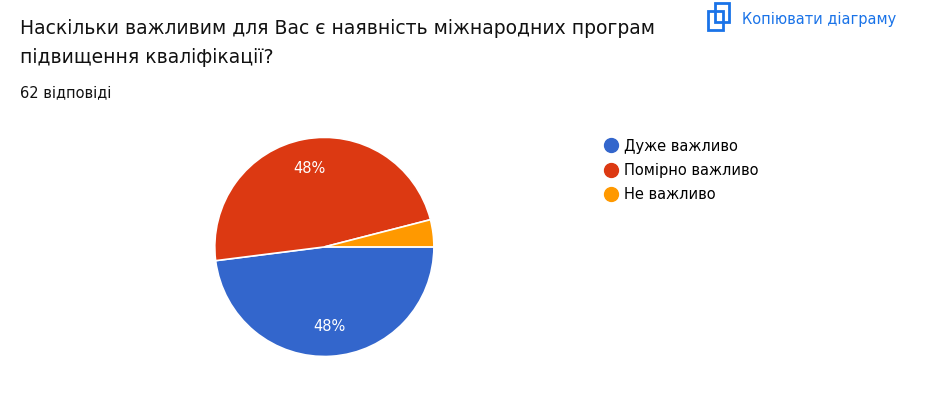 Наскільки важливим для Вас є наявність міжнародних програм
підвищення кваліфікації?
Копіювати діаграму
62 відповіді
48%
48%
Дуже важливо
Помірно важливо
Не важливо